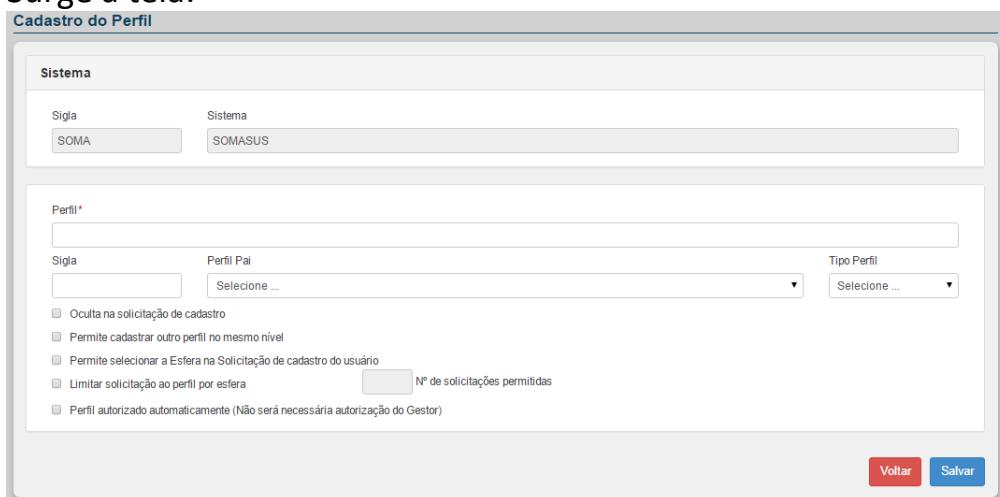 Surge a tela:
Cadastro do Perfil
Sistema
Sigla Sistema
SOMA SOMASUS
Perfil*
Sigla Perfil Pai Tipo Perfil
Selecione ... Selecione ...
Oculta na solicitação de cadastro
Permite cadastrar outro perfil no mesmo nível
Permite selecionar a Esfera na Solicitação de cadastro do usuário
Limitar solicitação ao perfil por esfera Nº de solicitações permitidas
Perfil autorizado automaticamente (Não será necessária autorização do Gestor)
Voltar Salvar